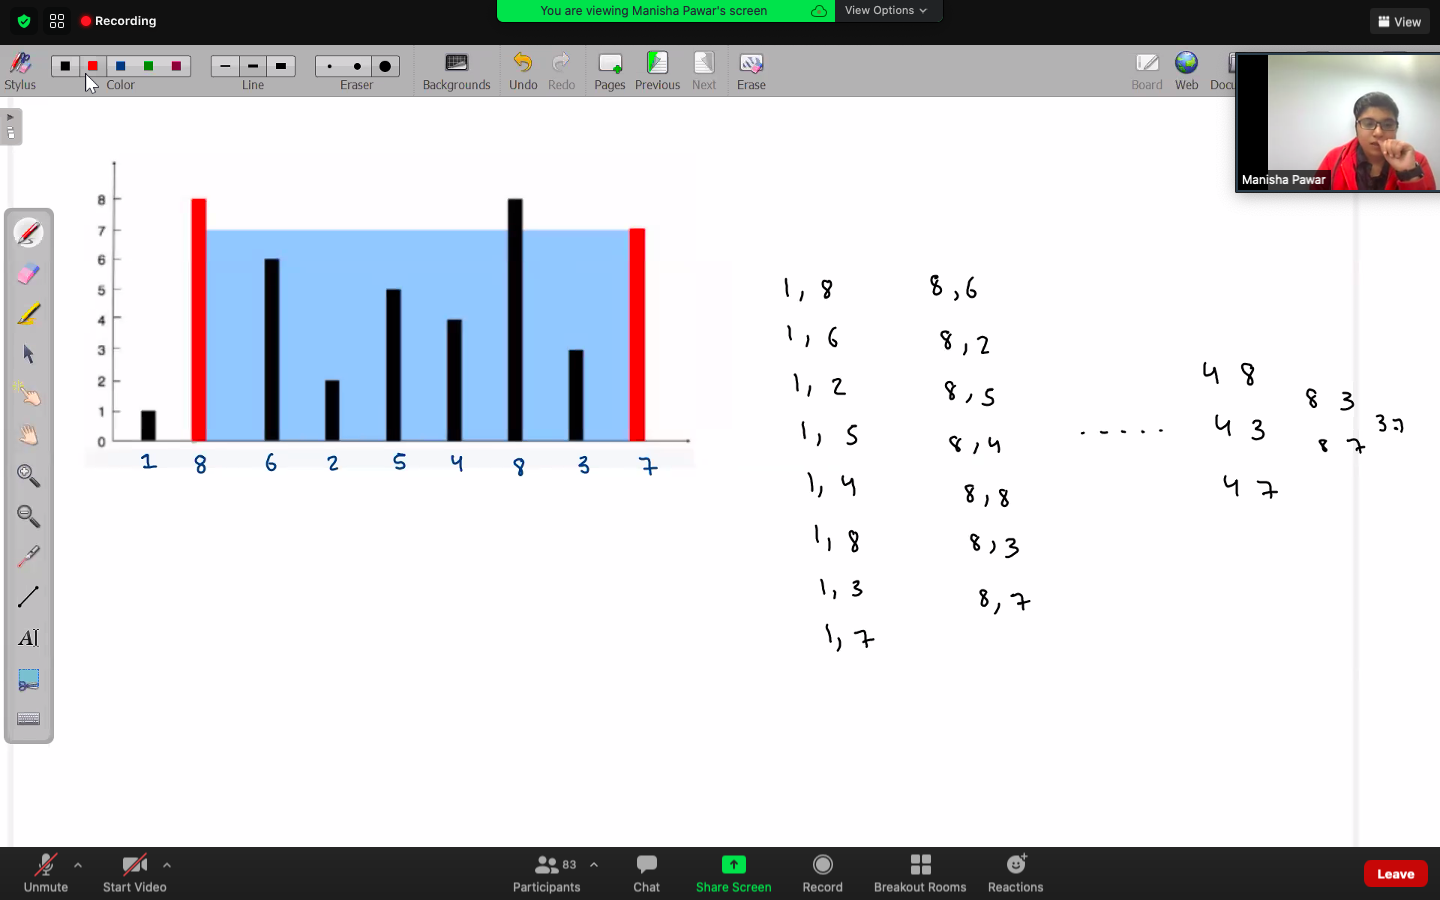 Recording
You are viewing Manisha Pawar's screen
View Options
View
Stylus
Color
Line
Eraser
Backgrounds
Undo
Redo
Pages
Previous
Next
Erase
Board
Web
Docu
Manisha Pawar
8
7
6
5
4
3
2
1
0
1 8 6 2 5 4 8 3 7
1, 8
1, 6
1, 2
1, 5
1, 4
1, 8
1, 3
1, 7
8, 6
8, 2
8, 5
8, 4
8, 8
8, 3
8, 7
.....
4 8
4 3
4 7
8 3
8 7
3 7
AI
Unmute
Start Video
Participants
83
Chat
Share Screen
Record
Breakout Rooms
Reactions
Leave